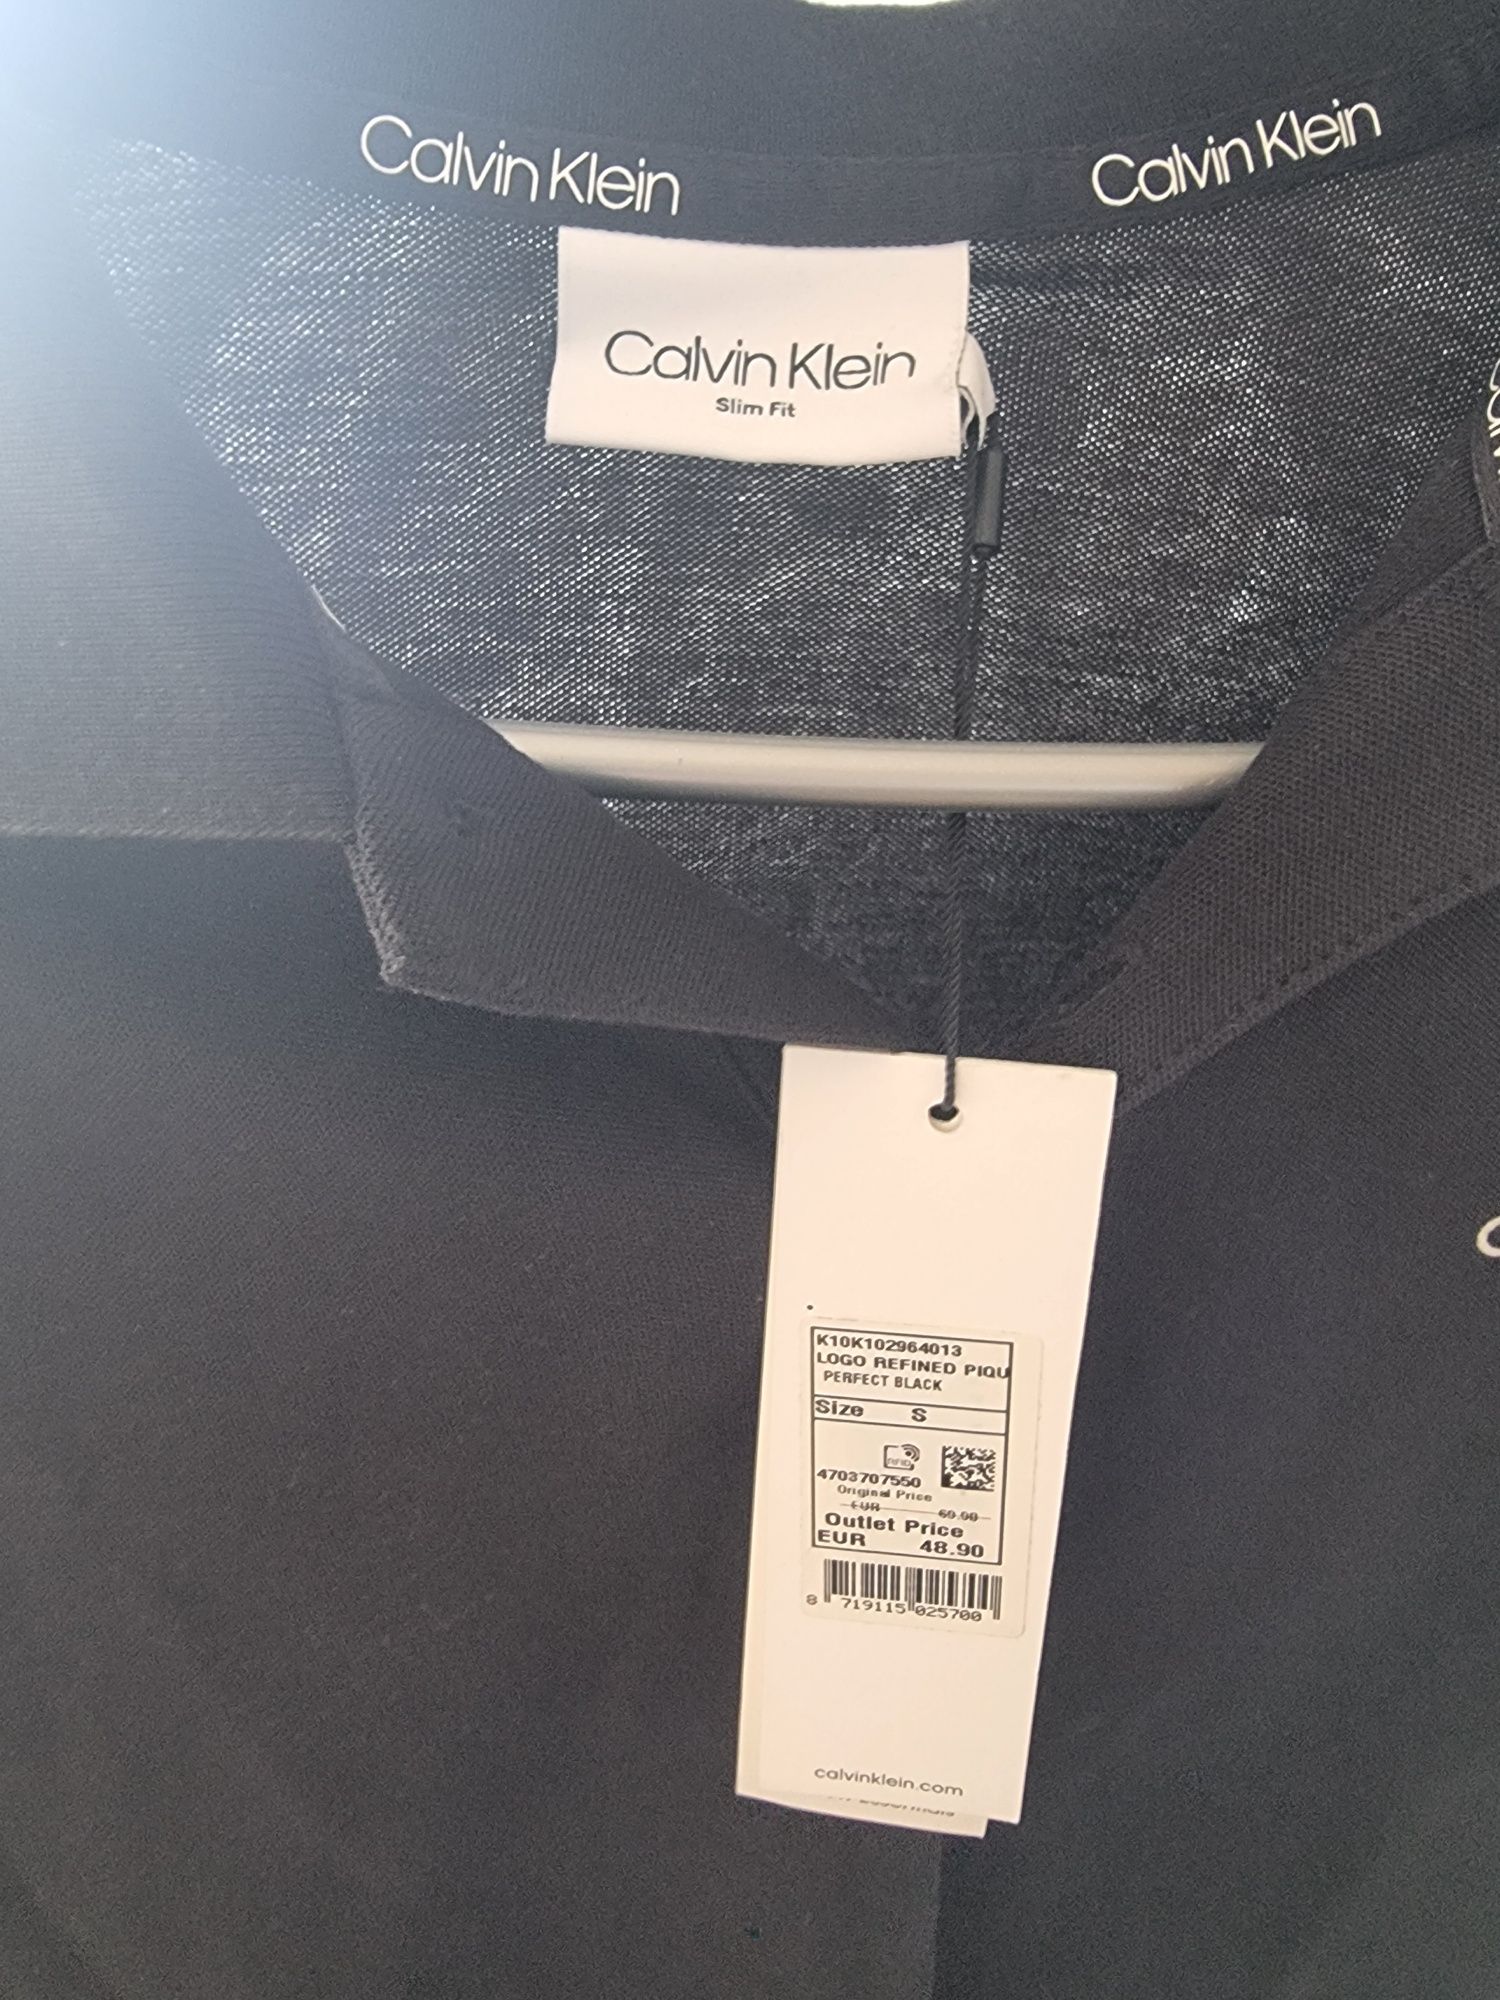 Calvin Klein
Calvin Klein
Calvin Klein
Slim Fit
K10K102964013
LOGO REFINED PIQU
PERFECT BLACK
Size S
RFID
4703707550
Original Price
EUR 69.90
Outlet Price
EUR 48.90
8 719115 025700
calvinklein.com